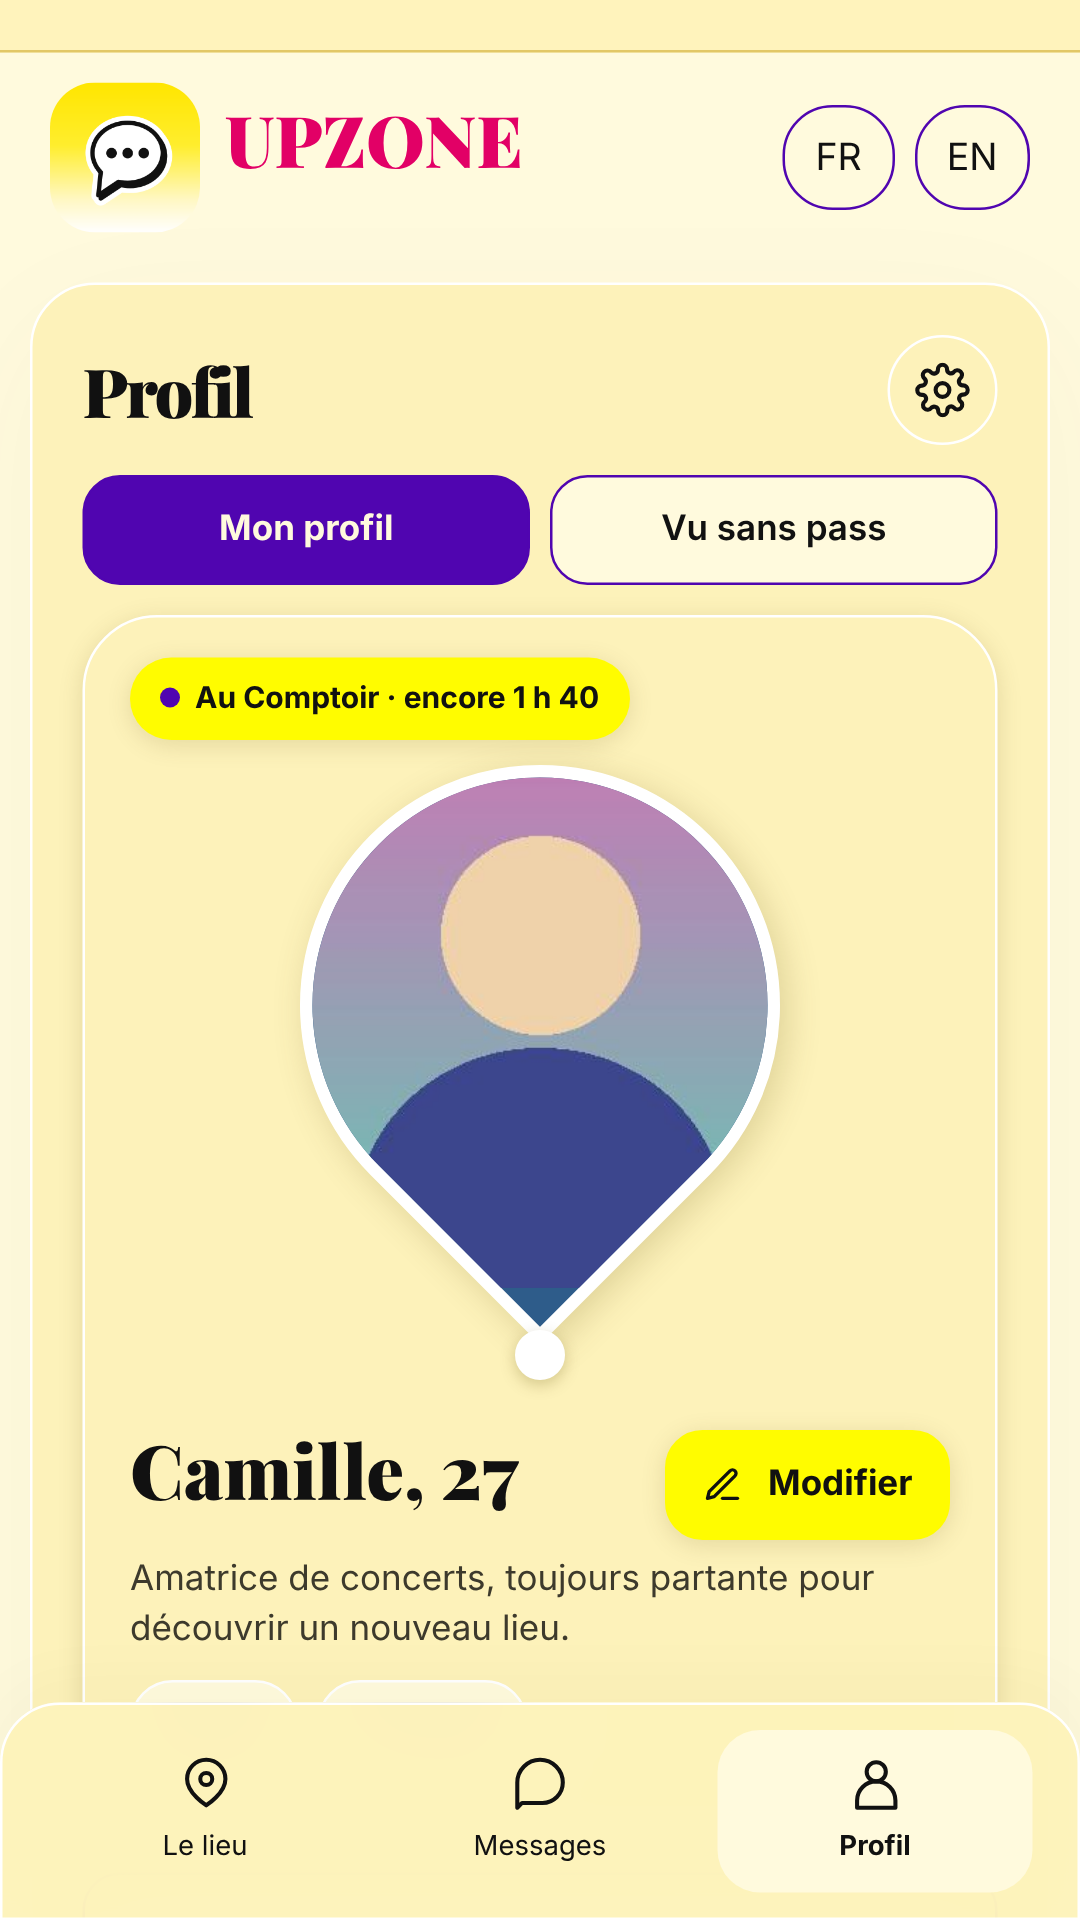 UPZONE
FR EN
Profil
Mon profil Vu sans pass
Au Comptoir · encore 1 h 40
Camille, 27
Modifier
Amatrice de concerts, toujours partante pour
découvrir un nouveau lieu.
Le lieu Messages Profil